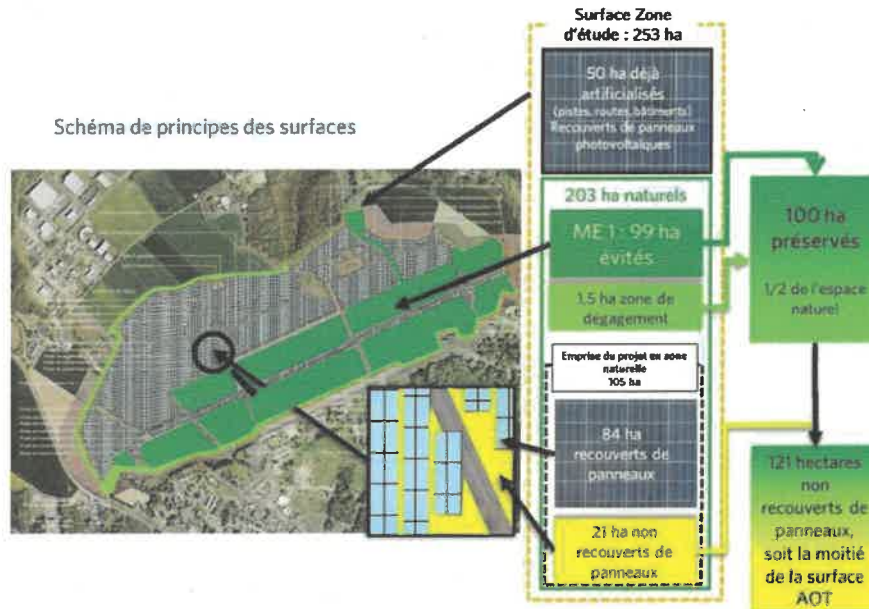 Surface Zone
d'étude : 253 ha
50 ha déjà
artificialisés
(pistes, routes, bâtiments)
Recouverts de panneaux
photovoltaïques
Schéma de principes des surfaces
203 ha naturels
ME 1 : 99 ha
évités
1,5 ha zone de
dégagement
100 ha
préservés
1/2 de l'espace
naturel
Emprise du projet en zone
naturelle
105 ha
84 ha
recouverts de
panneaux
21 ha non
recouverts de
panneaux
121 hectares
non
recouverts de
panneaux,
soit la moitié
de la surface
AOT